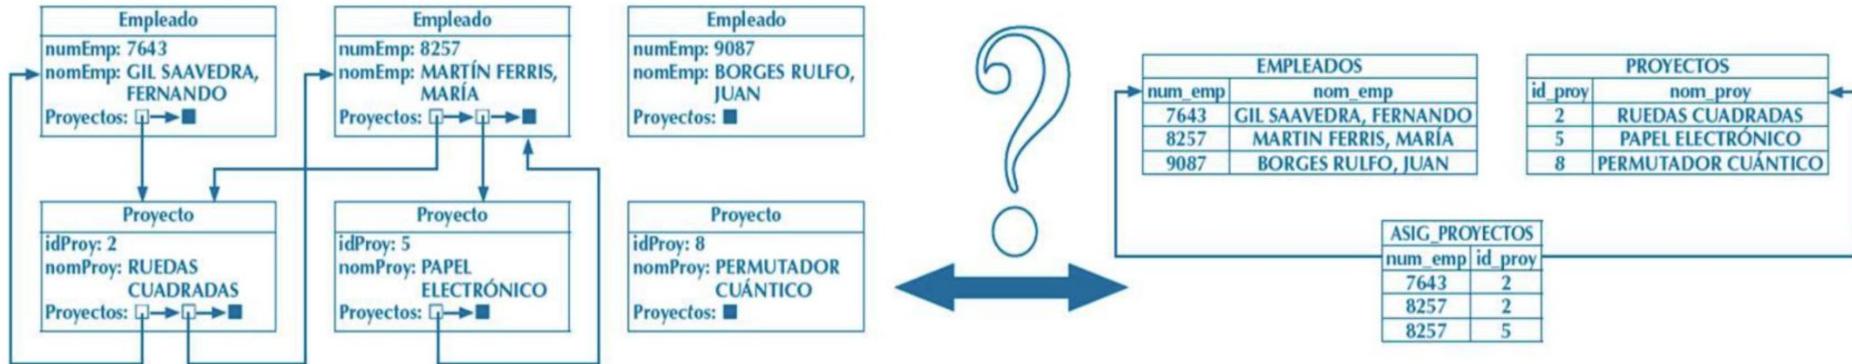 Empleado
numEmp: 7643
nomEmp: GIL SAAVEDRA,
FERNANDO
Proyectos:
Empleado
numEmp: 8257
nomEmp: MARTÍN FERRIS,
MARÍA
Proyectos:
Empleado
numEmp: 9087
nomEmp: BORGES RULFO,
JUAN
Proyectos:
Proyecto
idProy: 2
nomProy: RUEDAS
CUADRADAS
Proyectos:
Proyecto
idProy: 5
nomProy: PAPEL
ELECTRÓNICO
Proyectos:
Proyecto
idProy: 8
nomProy: PERMUTADOR
CUÁNTICO
Proyectos:
?
EMPLEADOS
num_emp nom_emp
7643 GIL SAAVEDRA, FERNANDO
8257 MARTIN FERRIS, MARÍA
9087 BORGES RULFO, JUAN
PROYECTOS
id_proy nom_proy
2 RUEDAS CUADRADAS
5 PAPEL ELECTRÓNICO
8 PERMUTADOR CUÁNTICO
ASIG_PROYECTOS
num_emp id_proy
7643 2
8257 2
8257 5